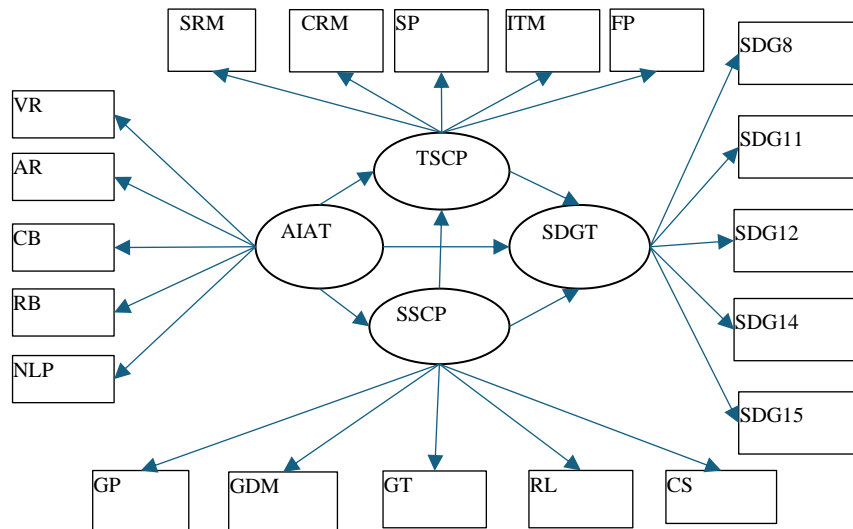 SRM
CRM
SP
ITM
FP
SDG8
VR
SDG11
AR
TSCP
CB
AIAT
SDGT
SDG12
RB
SSCP
SDG14
NLP
SDG15
GP
GDM
GT
RL
CS